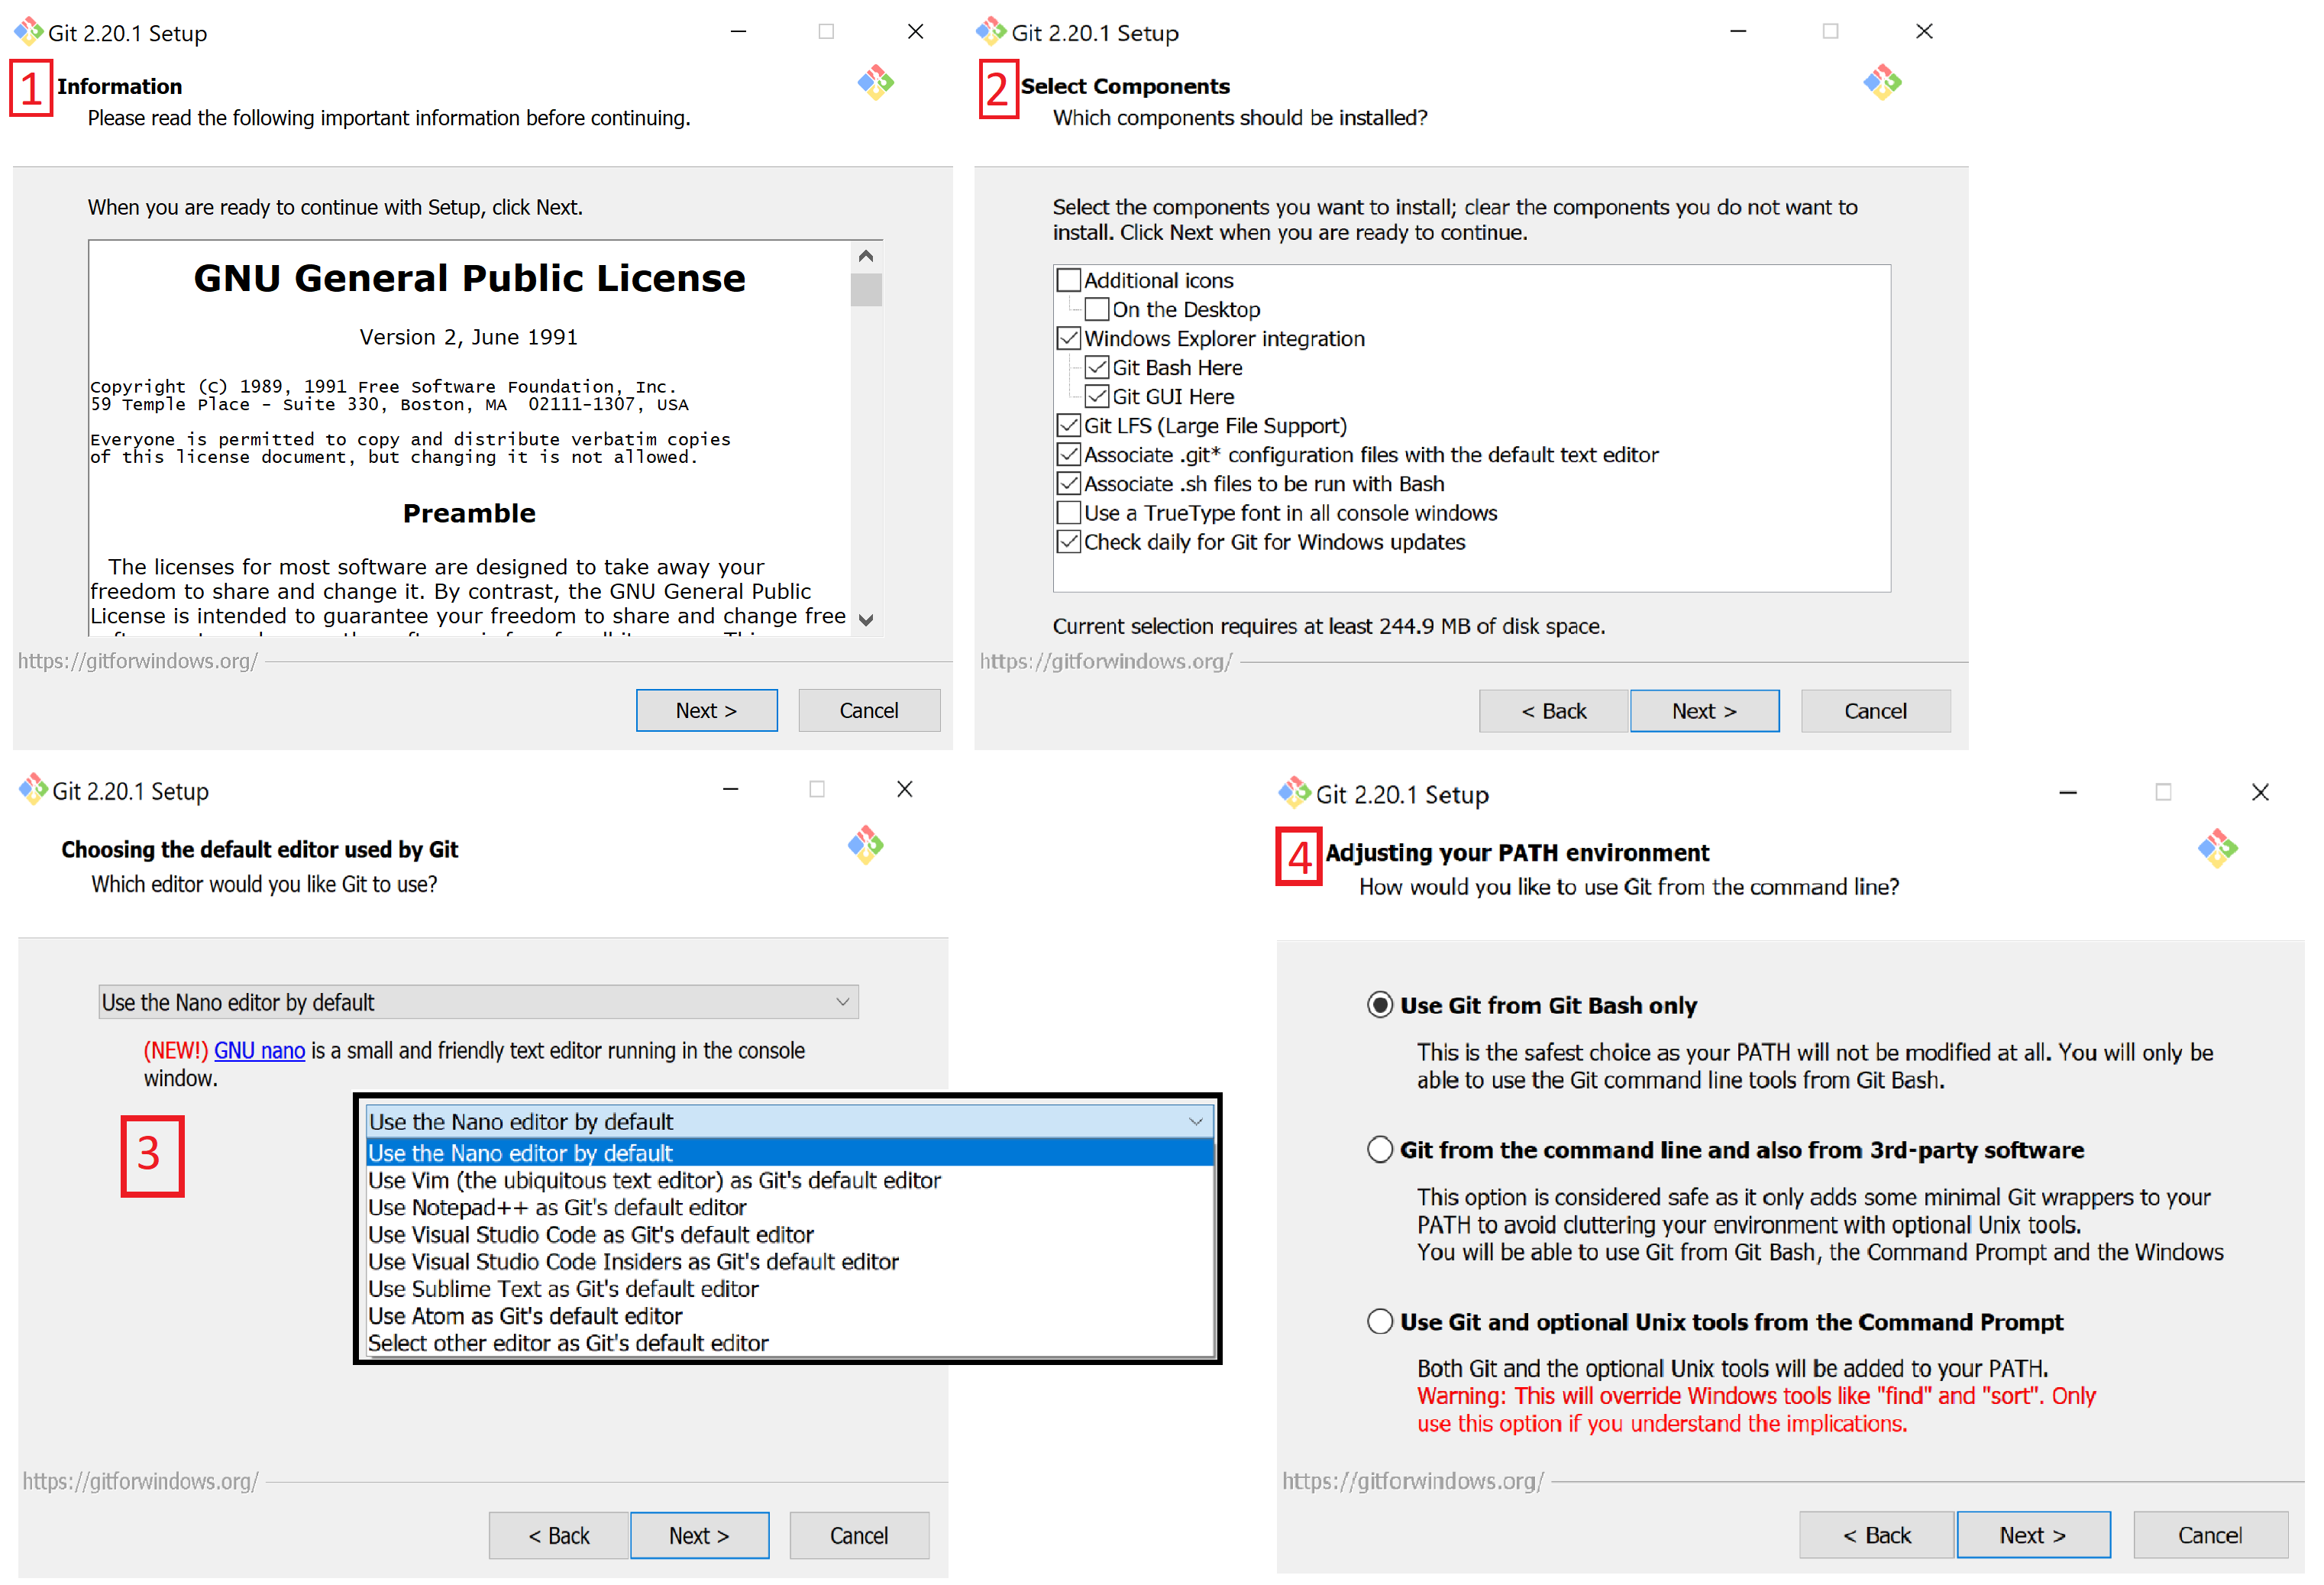 Git 2.20.1 Setup
1
Information
Please read the following important information before continuing.
When you are ready to continue with Setup, click Next.
GNU General Public License
Version 2, June 1991
Copyright (C) 1989, 1991 Free Software Foundation, Inc.
59 Temple Place - Suite 330, Boston, MA  02111-1307, USA
Everyone is permitted to copy and distribute verbatim copies
of this license document, but changing it is not allowed.
Preamble
The licenses for most software are designed to take away your
freedom to share and change it. By contrast, the GNU General Public
License is intended to guarantee your freedom to share and change free
https://gitforwindows.org/
Next >
Cancel
Git 2.20.1 Setup
2
Select Components
Which components should be installed?
Select the components you want to install; clear the components you do not want to
install. Click Next when you are ready to continue.
Additional icons
On the Desktop
Windows Explorer integration
Git Bash Here
Git GUI Here
Git LFS (Large File Support)
Associate .git* configuration files with the default text editor
Associate .sh files to be run with Bash
Use a TrueType font in all console windows
Check daily for Git for Windows updates
Current selection requires at least 244.9 MB of disk space.
https://gitforwindows.org/
< Back
Next >
Cancel
Git 2.20.1 Setup
Choosing the default editor used by Git
Which editor would you like Git to use?
Use the Nano editor by default
(NEW!) GNU nano is a small and friendly text editor running in the console
window.
3
Use the Nano editor by default
Use the Nano editor by default
Use Vim (the ubiquitous text editor) as Git's default editor
Use Notepad++ as Git's default editor
Use Visual Studio Code as Git's default editor
Use Visual Studio Code Insiders as Git's default editor
Use Sublime Text as Git's default editor
Use Atom as Git's default editor
Select other editor as Git's default editor
https://gitforwindows.org/
< Back
Next >
Cancel
Git 2.20.1 Setup
4
Adjusting your PATH environment
How would you like to use Git from the command line?
Use Git from Git Bash only
This is the safest choice as your PATH will not be modified at all. You will only be
able to use the Git command line tools from Git Bash.
Git from the command line and also from 3rd-party software
This option is considered safe as it only adds some minimal Git wrappers to your
PATH to avoid cluttering your environment with optional Unix tools.
You will be able to use Git from Git Bash, the Command Prompt and the Windows
Use Git and optional Unix tools from the Command Prompt
Both Git and the optional Unix tools will be added to your PATH.
Warning: This will override Windows tools like "find" and "sort". Only
use this option if you understand the implications.
https://gitforwindows.org/
< Back
Next >
Cancel